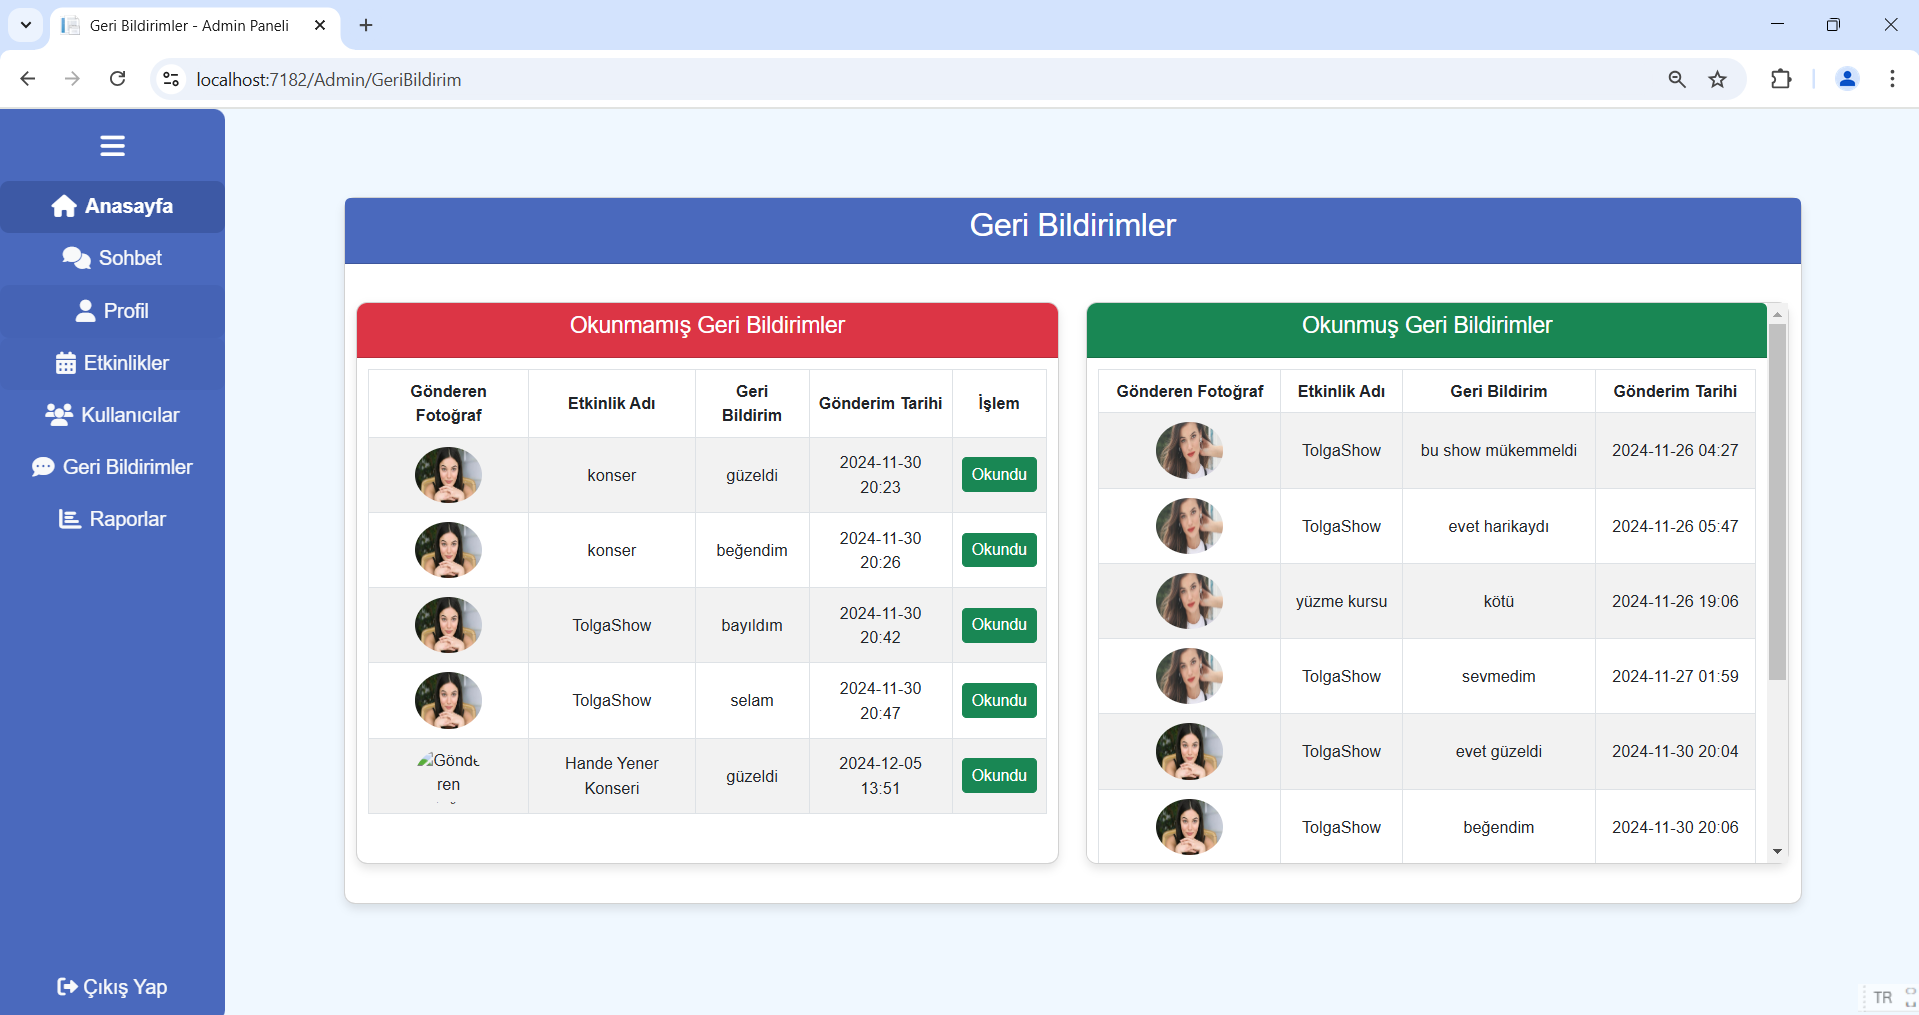 Geri Bildirimler - Admin Paneli
localhost:7182/Admin/GeriBildirim
Anasayfa
Sohbet
Profil
Etkinlikler
Kullanıcılar
Geri Bildirimler
Raporlar
Çıkış Yap
Geri Bildirimler
Okunmamış Geri Bildirimler
Gönderen Fotoğraf Etkinlik Adı Geri Bildirim Gönderim Tarihi İşlem
konser güzeldi 2024-11-30 20:23 Okundu
konser beğendim 2024-11-30 20:26 Okundu
TolgaShow bayıldım 2024-11-30 20:42 Okundu
TolgaShow selam 2024-11-30 20:47 Okundu
Gönderen Hande Yener Konseri güzeldi 2024-12-05 13:51 Okundu
Okunmuş Geri Bildirimler
Gönderen Fotoğraf Etkinlik Adı Geri Bildirim Gönderim Tarihi
TolgaShow bu show mükemmeldi 2024-11-26 04:27
TolgaShow evet harikaydı 2024-11-26 05:47
yüzme kursu kötü 2024-11-26 19:06
TolgaShow sevmedim 2024-11-27 01:59
TolgaShow evet güzeldi 2024-11-30 20:04
TolgaShow beğendim 2024-11-30 20:06
TR